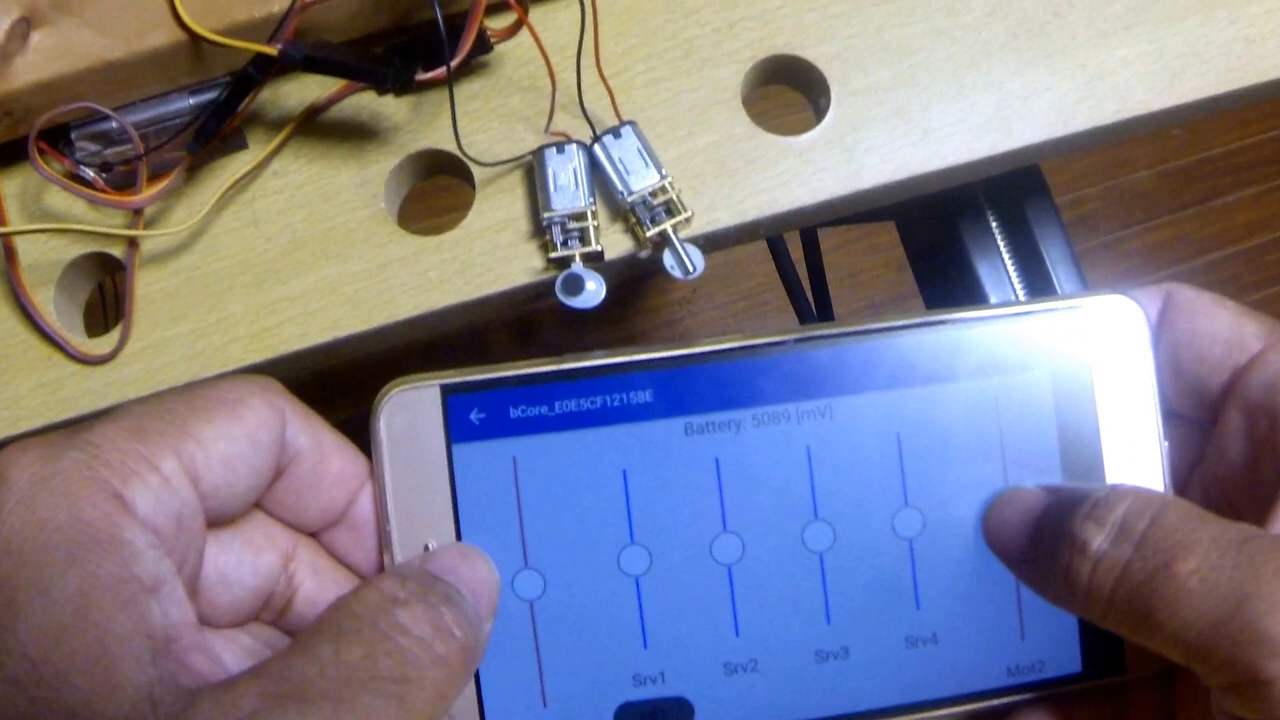 bCore_E0E5CF12158E
Battery: 5089 [mV]
Srv1
Srv2
Srv3
Srv4
Mot2